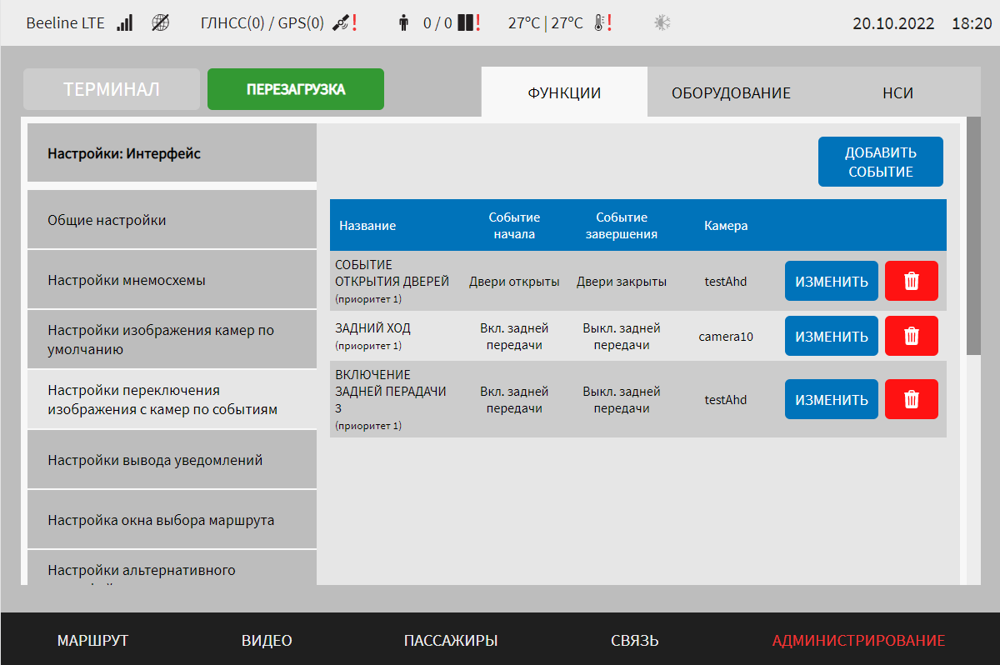 Beeline LTE ГЛНСС(0) / GPS(0) ! 0 / 0 ! 27°C | 27°C ! 20.10.2022 18:20
ТЕРМИНАЛ ПЕРЕЗАГРУЗКА ФУНКЦИИ ОБОРУДОВАНИЕ НСИ
Настройки: Интерфейс
Общие настройки
Настройки мнемосхемы
Настройки изображения камер по
умолчанию
Настройки переключения
изображения с камер по событиям
Настройки вывода уведомлений
Настройка окна выбора маршрута
Настройки альтернативного
ДОБАВИТЬ
СОБЫТИЕ
Название
Событие
начала
Событие
завершения
Камера
СОБЫТИЕ
ОТКРЫТИЯ ДВЕРЕЙ
(приоритет 1)
Двери открыты
Двери закрыты
testAhd
ИЗМЕНИТЬ
ЗАДНИЙ ХОД
(приоритет 1)
Вкл. задней
передачи
Выкл. задней
передачи
camera10
ИЗМЕНИТЬ
ВКЛЮЧЕНИЕ
ЗАДНЕЙ ПЕРАДАЧИ
3
(приоритет 1)
Вкл. задней
передачи
Выкл. задней
передачи
testAhd
ИЗМЕНИТЬ
МАРШРУТ ВИДЕО ПАССАЖИРЫ СВЯЗЬ АДМИНИСТРИРОВАНИЕ